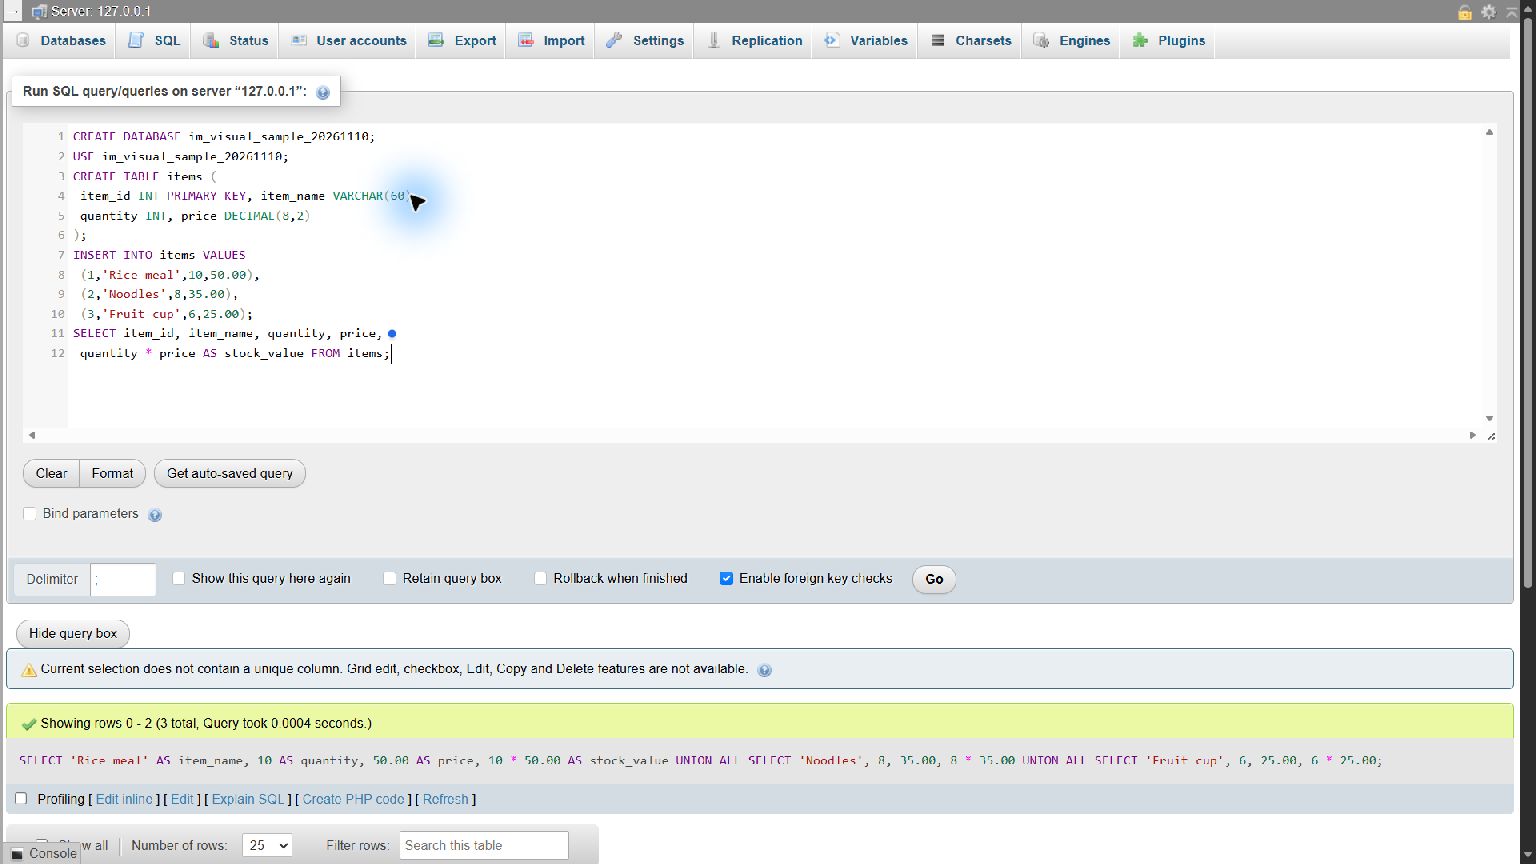 Server: 127.0.0.1
Databases SQL Status User accounts Export Import Settings Replication Variables Charsets Engines Plugins
Run SQL query/queries on server “127.0.0.1”:
1 CREATE DATABASE im_visual_sample_20261110;
2 USE im_visual_sample_20261110;
3 CREATE TABLE items (
4 item_id INT PRIMARY KEY, item_name VARCHAR(60)
5 quantity INT, price DECIMAL(8,2)
6 );
7 INSERT INTO items VALUES
8 (1,'Rice meal',10,50.00),
9 (2,'Noodles',8,35.00),
10 (3,'Fruit cup',6,25.00);
11 SELECT item_id, item_name, quantity, price,
12 quantity * price AS stock_value FROM items;
Clear Format Get auto-saved query
Bind parameters
Delimiter ; Show this query here again Retain query box Rollback when finished Enable foreign key checks Go
Hide query box
Current selection does not contain a unique column. Grid edit, checkbox, Edit, Copy and Delete features are not available.
Showing rows 0 - 2 (3 total, Query took 0.0004 seconds.)
SELECT 'Rice meal' AS item_name, 10 AS quantity, 50.00 AS price, 10 * 50.00 AS stock_value UNION ALL SELECT 'Noodles', 8, 35.00, 8 * 35.00 UNION ALL SELECT 'Fruit cup', 6, 25.00, 6 * 25.00;
Profiling [ Edit inline ] [ Edit ] [ Explain SQL ] [ Create PHP code ] [ Refresh ]
all Number of rows: 25 Filter rows: Search this table
Console